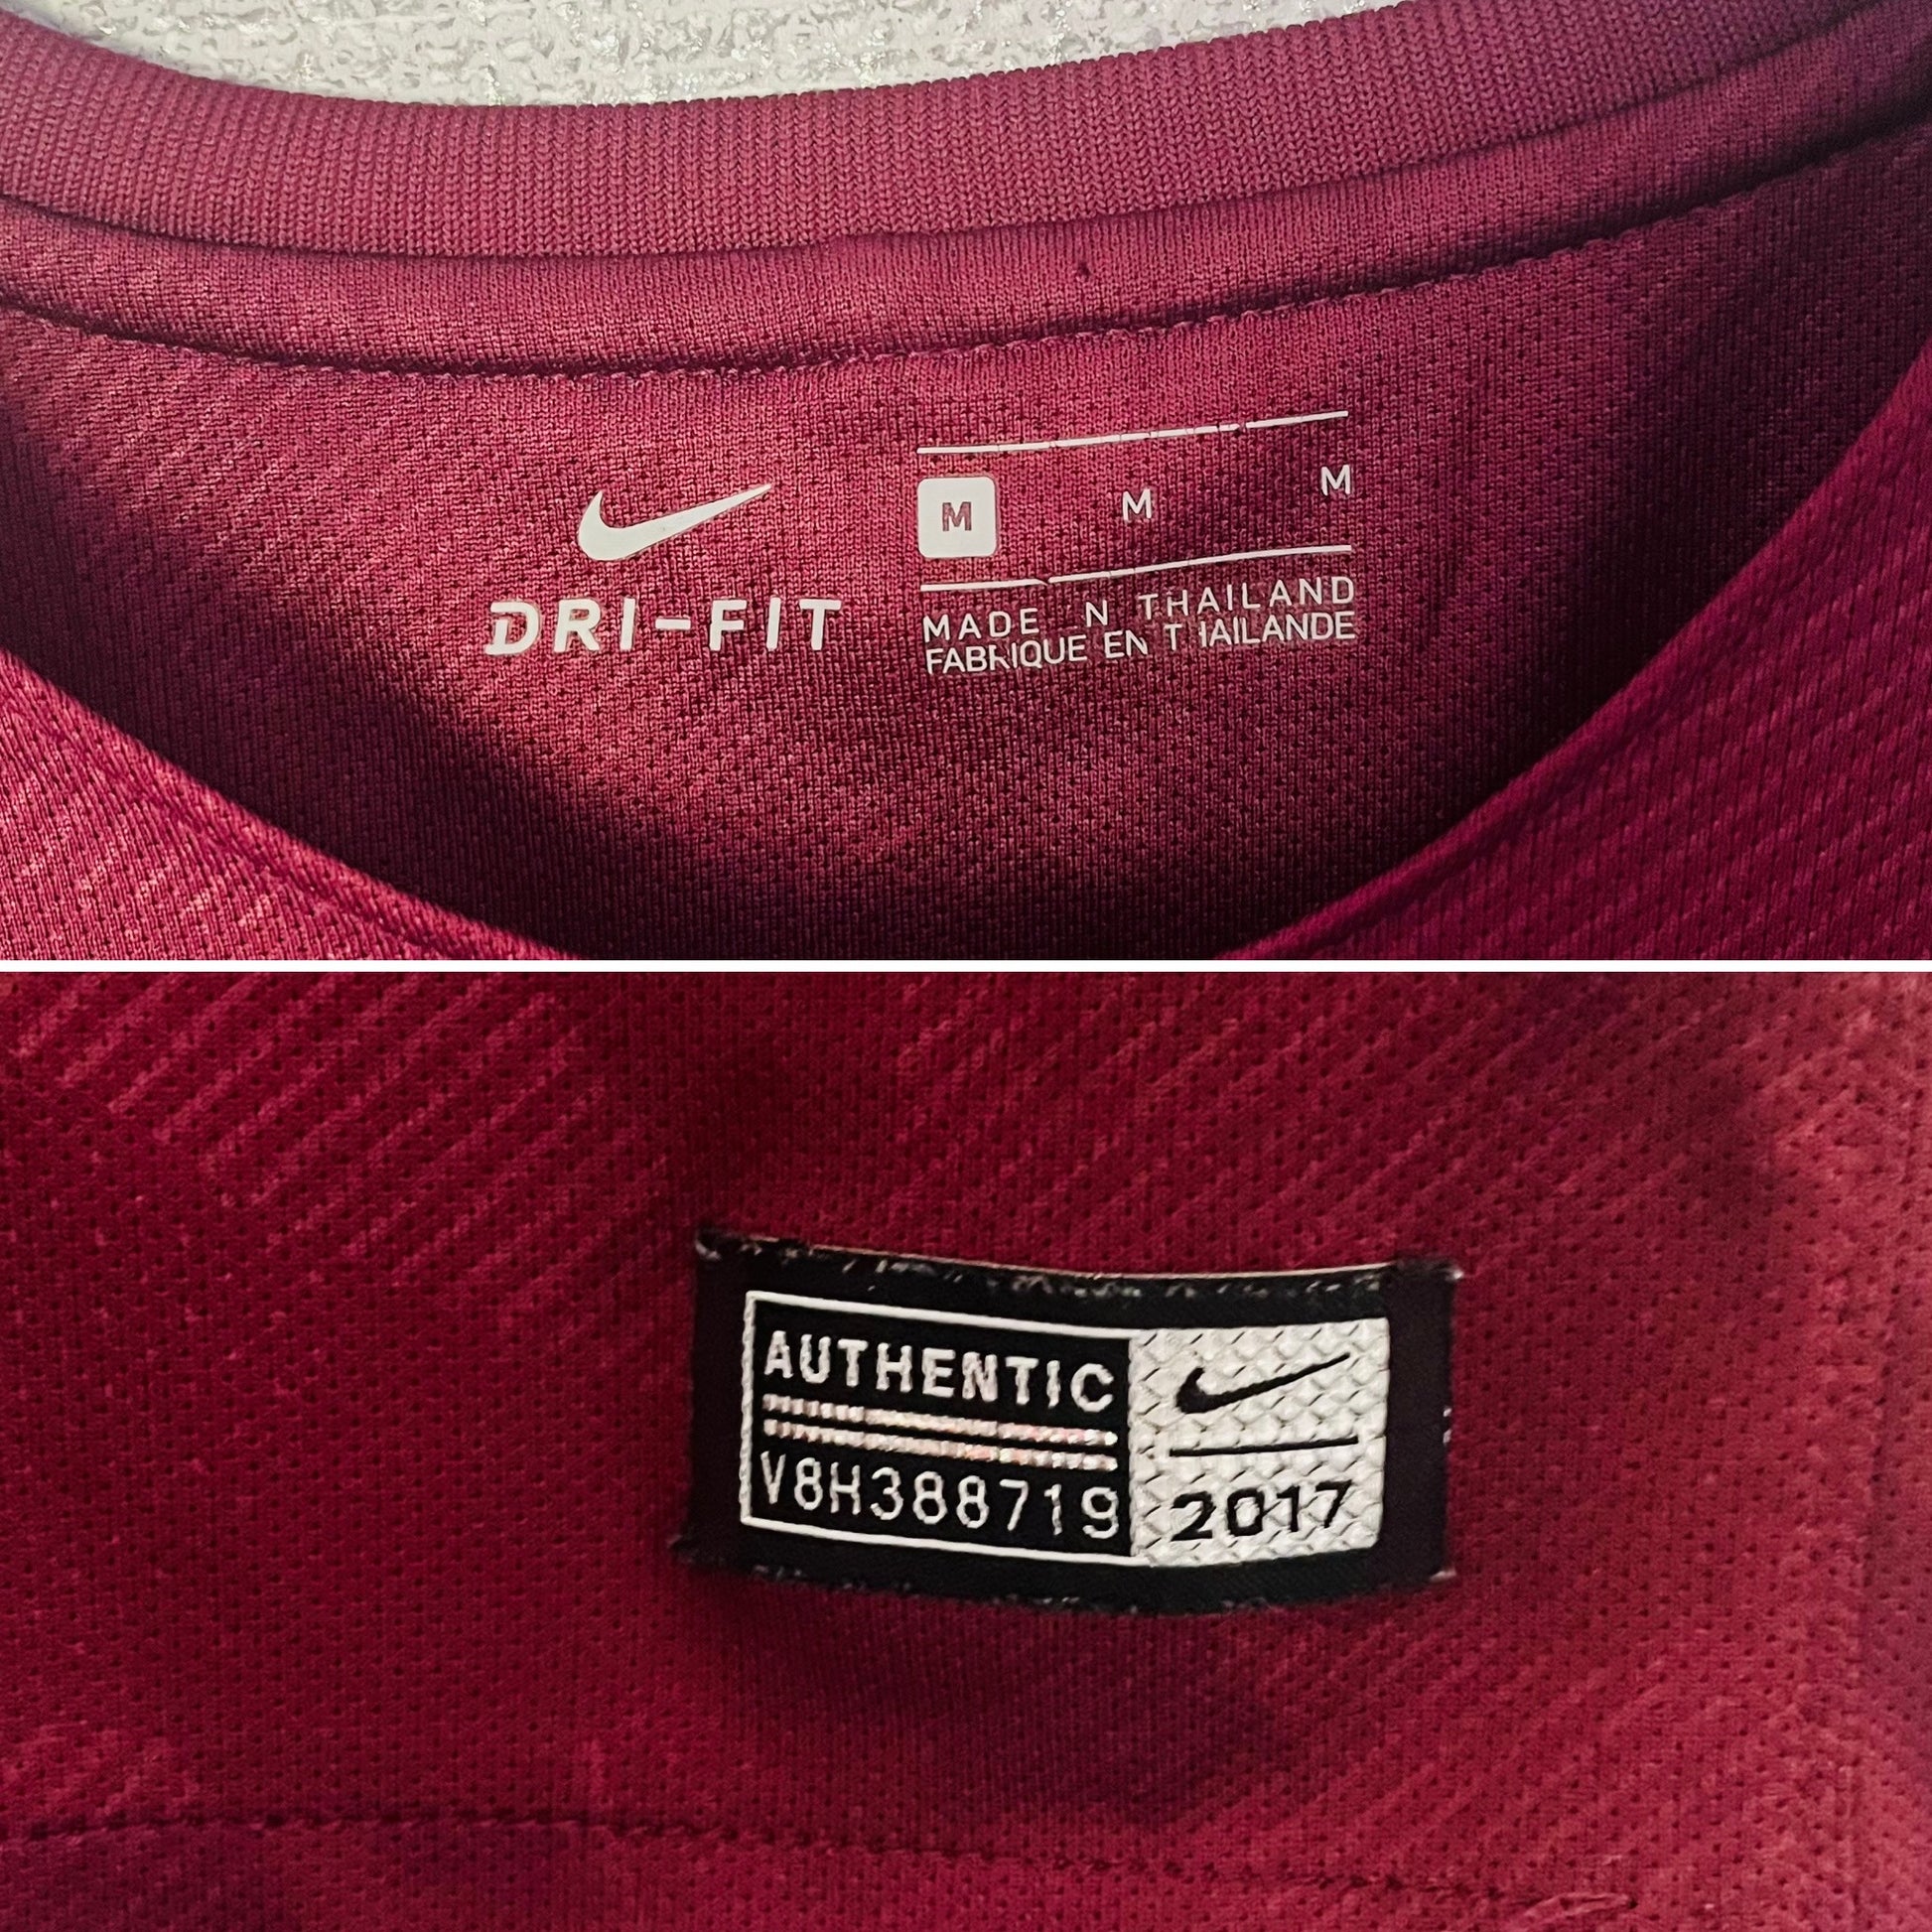 M M M
DRI-FIT
MADE N THAILAND
FABRIQUE EN T AILANDE
AUTHENTIC
V8H388719
2017